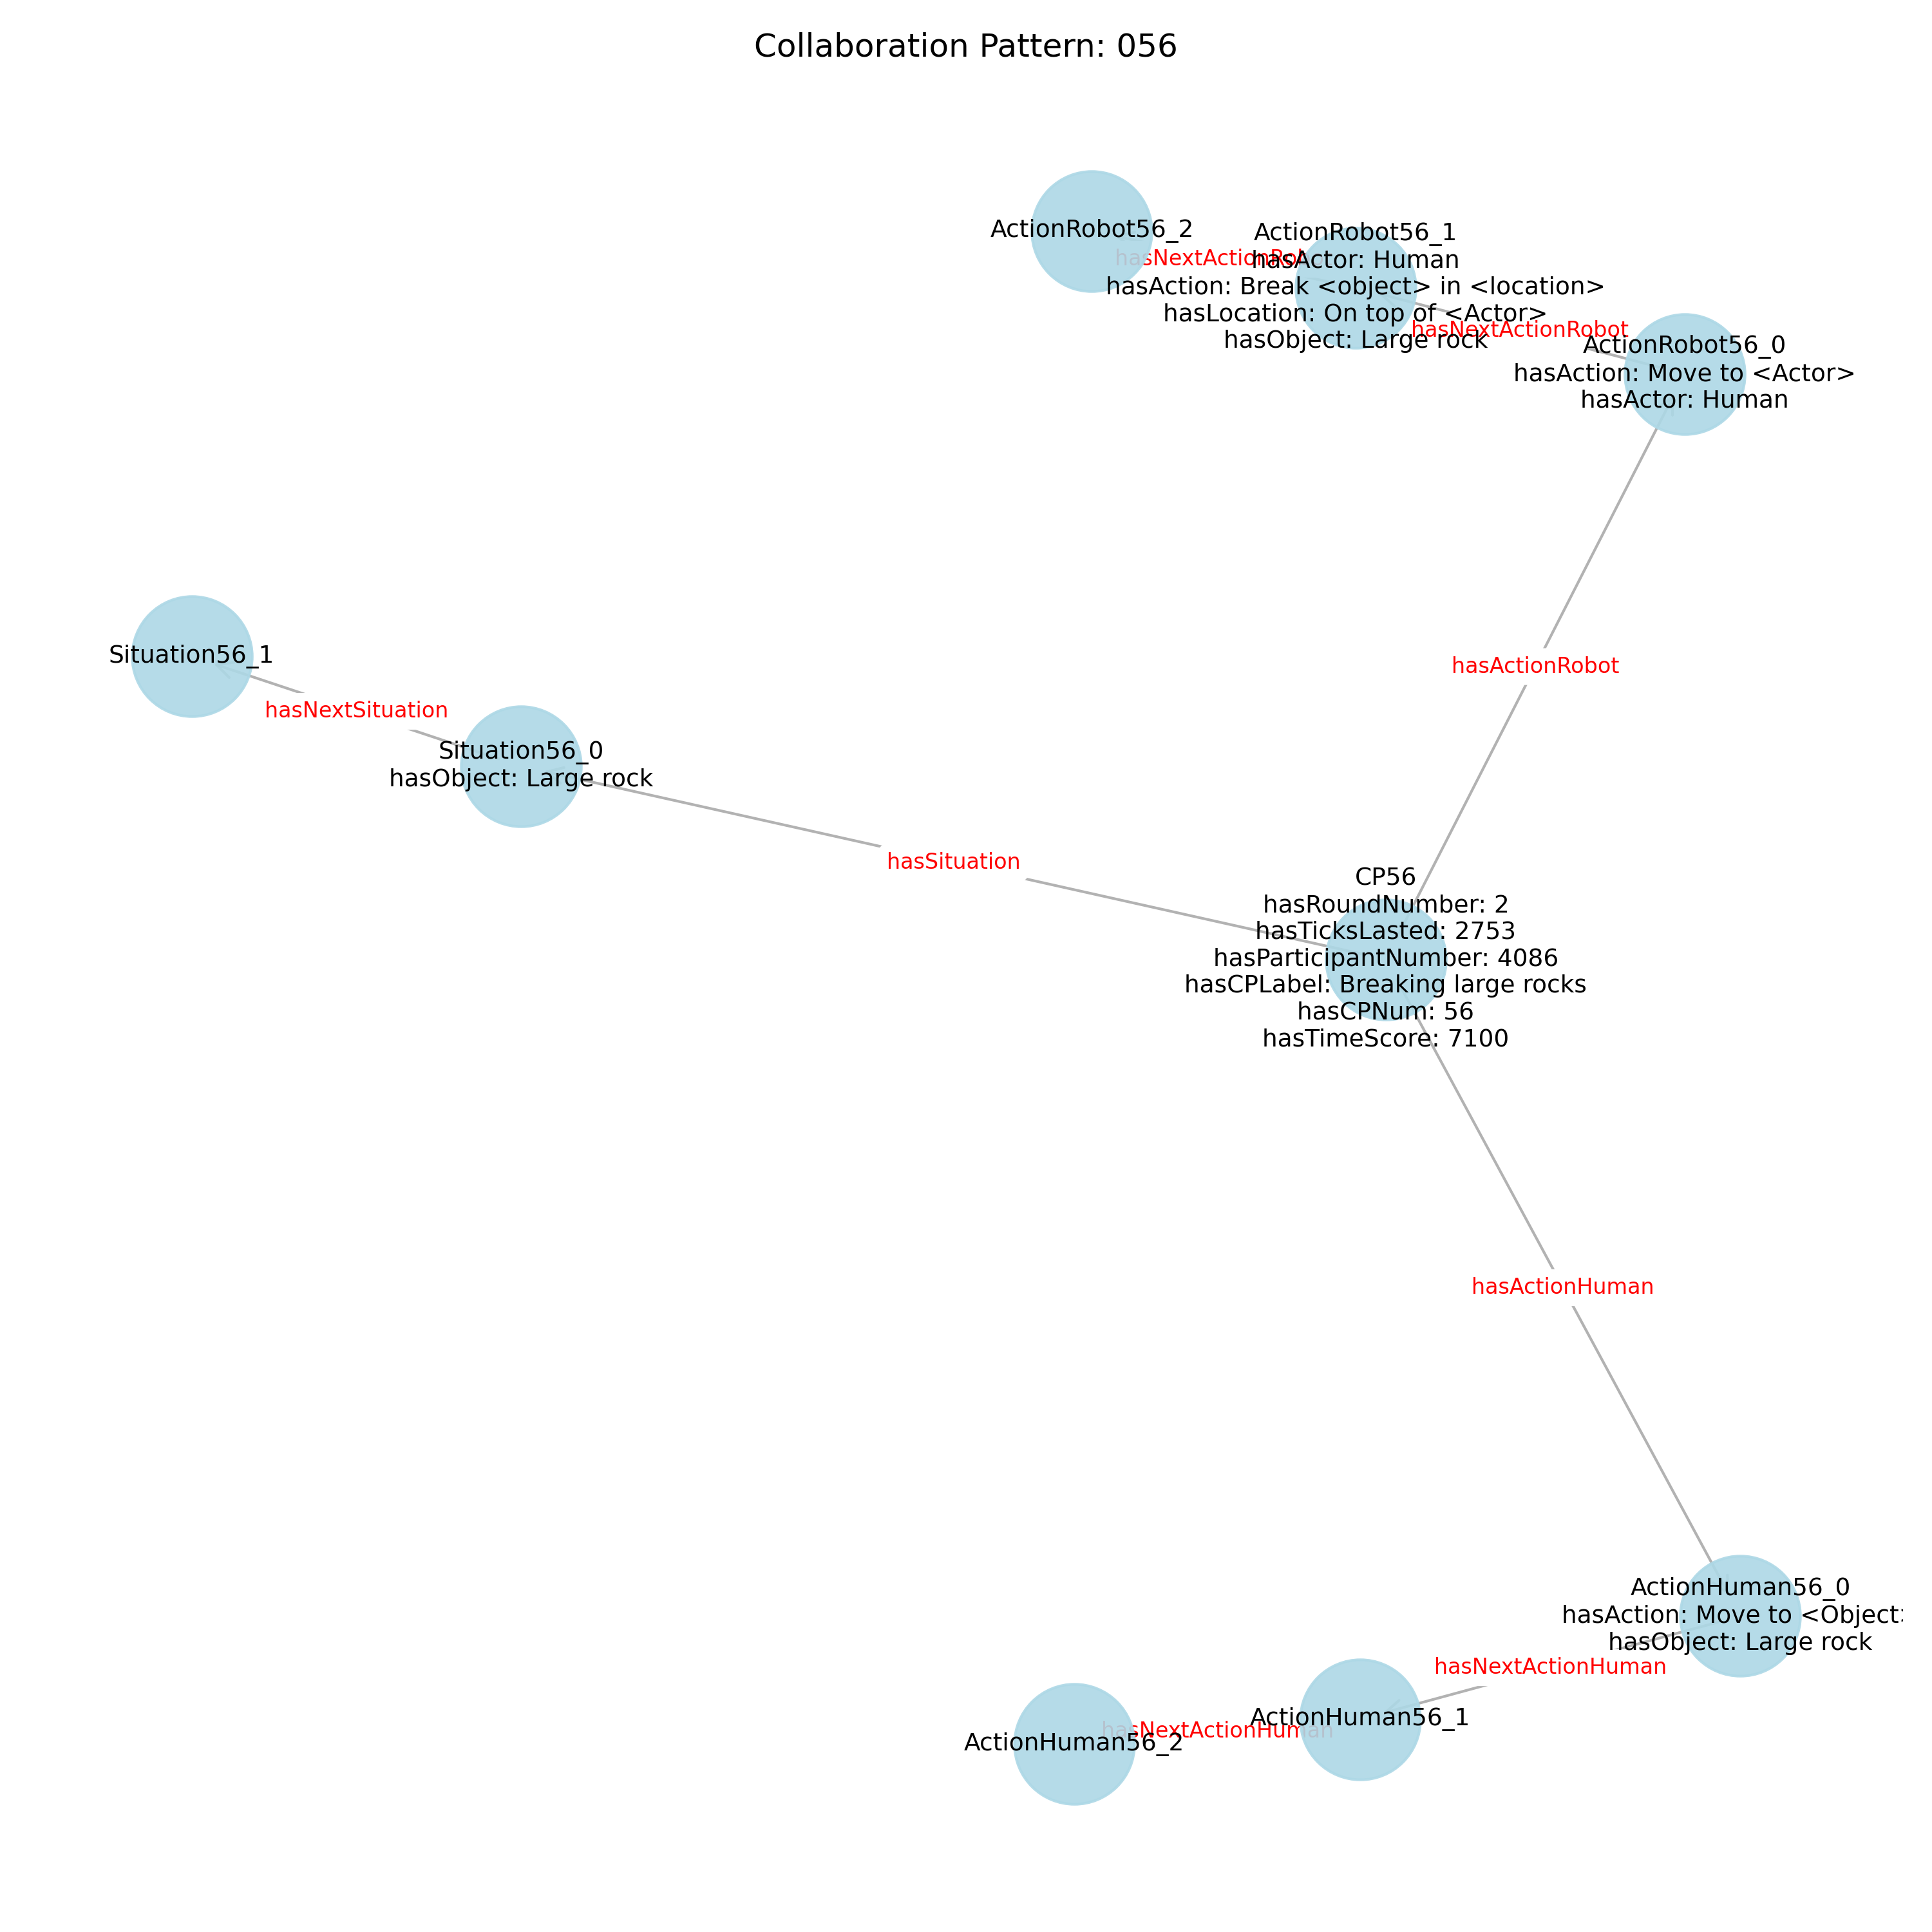 Collaboration Pattern: 056
ActionRobot56_2
hasNextActionRo
ActionRobot56_1
hasActor: Human
hasAction: Break <object> in <location>
hasLocation: On top of <Actor>
hasObject: Large rock
hasNextActionRobot
ActionRobot56_0
hasAction: Move to <Actor>
hasActor: Human
hasActionRobot
Situation56_1
hasNextSituation
Situation56_0
hasObject: Large rock
hasSituation
CP56
hasRoundNumber: 2
hasTicksLasted: 2753
hasParticipantNumber: 4086
hasCPLabel: Breaking large rocks
hasCPNum: 56
hasTimeScore: 7100
hasActionHuman
ActionHuman56_0
hasAction: Move to <Object>
hasObject: Large rock
hasNextActionHuman
ActionHuman56_1
hasNextActionHuman
ActionHuman56_2